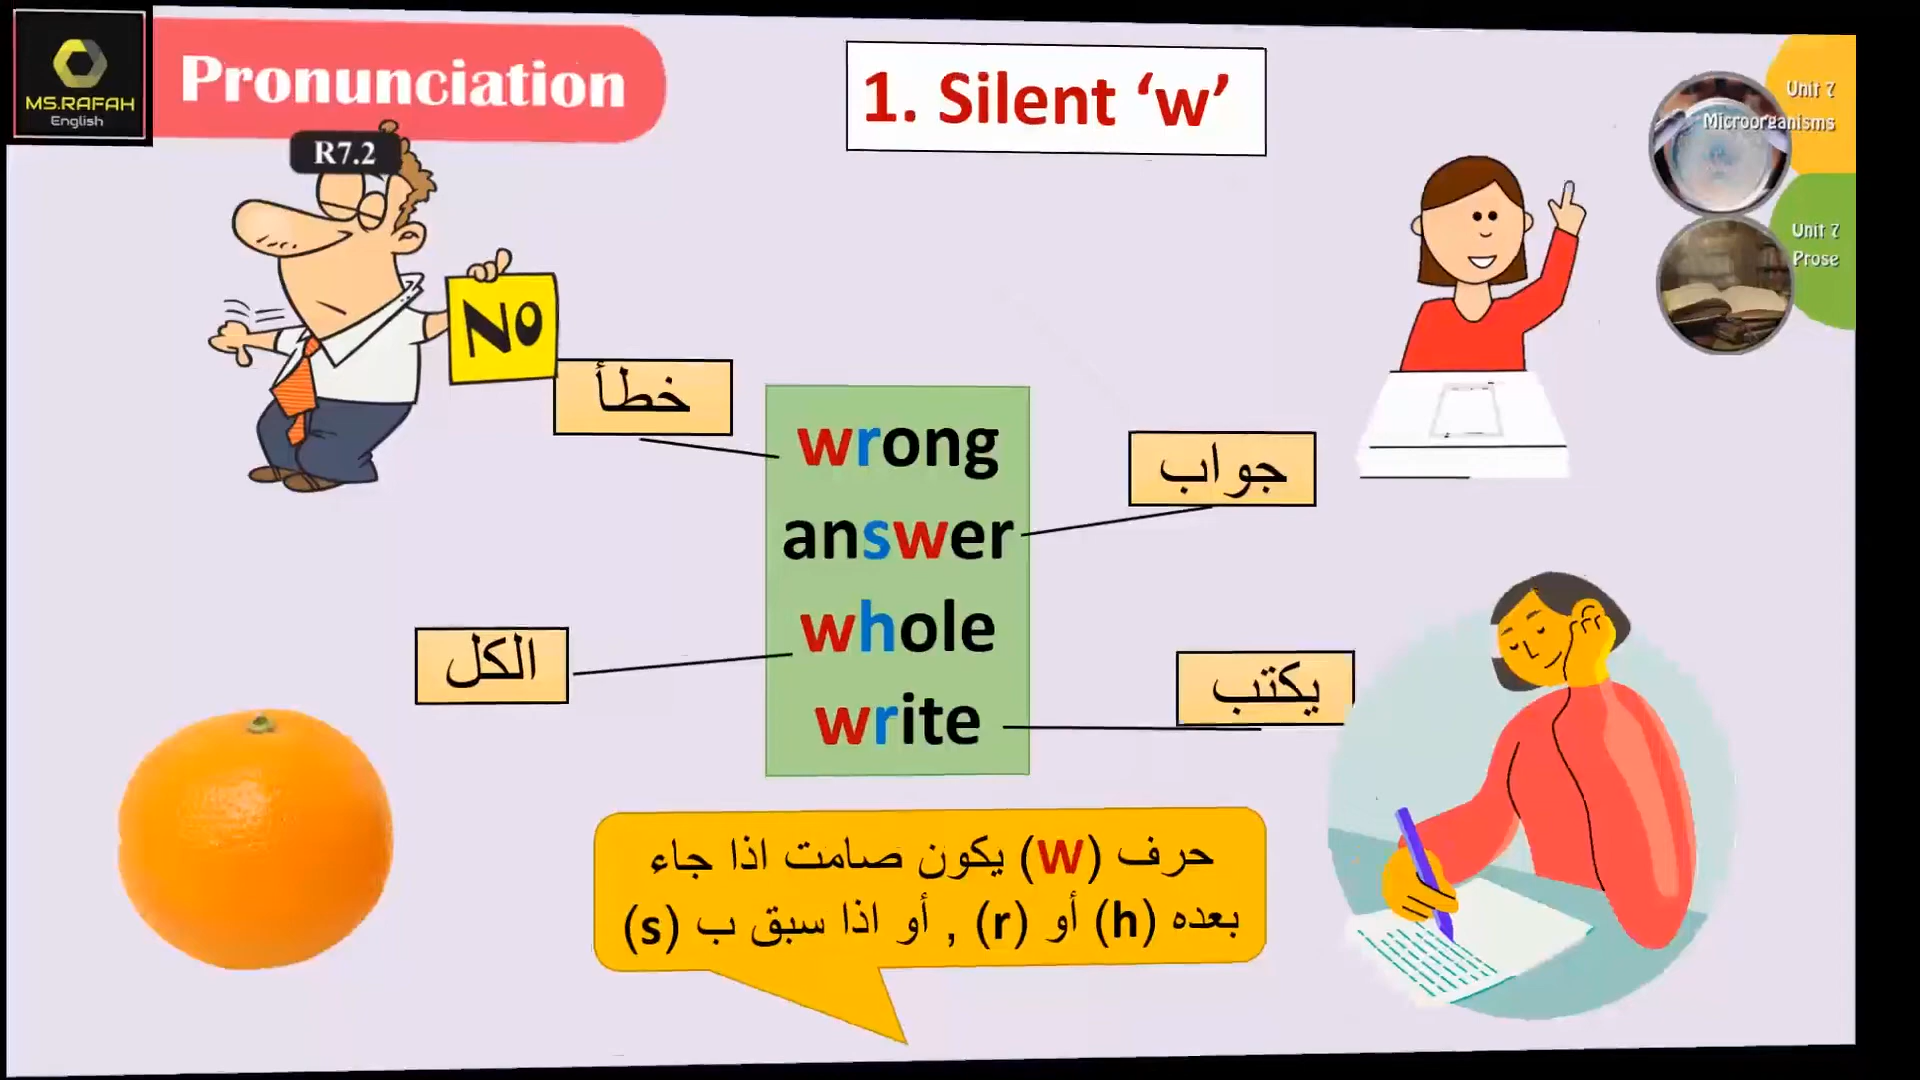 MS.RAFAH
English
Pronunciation
R7.2
1. Silent ‘w’
Unit 7
Microorganisms
Unit 7
Prose
No
خطأ
wrong
جواب
answer
الكل
whole
يكتب
write
حرف (w) يكون صامت اذا جاء
بعده (h) أو (r) , أو اذا سبق ب (s)